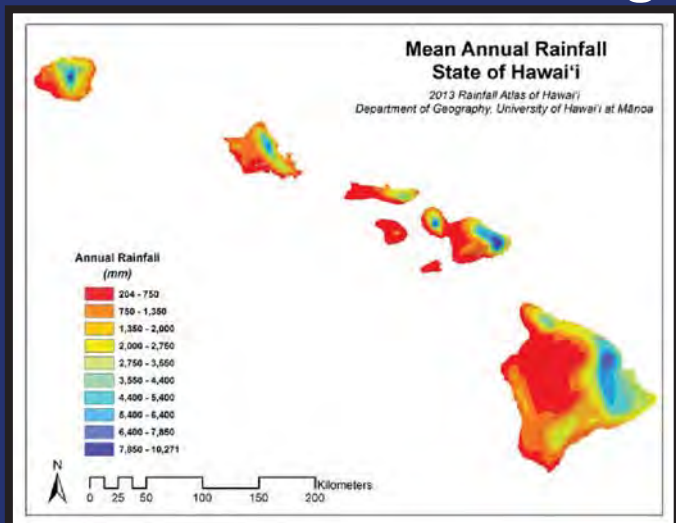 Mean Annual Rainfall
State of Hawai‘i
2013 Rainfall Atlas of Hawai‘i
Department of Geography, University of Hawai‘i at Mānoa
Annual Rainfall
(mm)
204 - 750
750 - 1,350
1,350 - 2,000
2,000 - 2,750
2,750 - 3,550
3,550 - 4,400
4,400 - 5,400
5,400 - 6,400
6,400 - 7,850
7,850 - 10,271
N
Kilometers
0 25 50 100 150 200